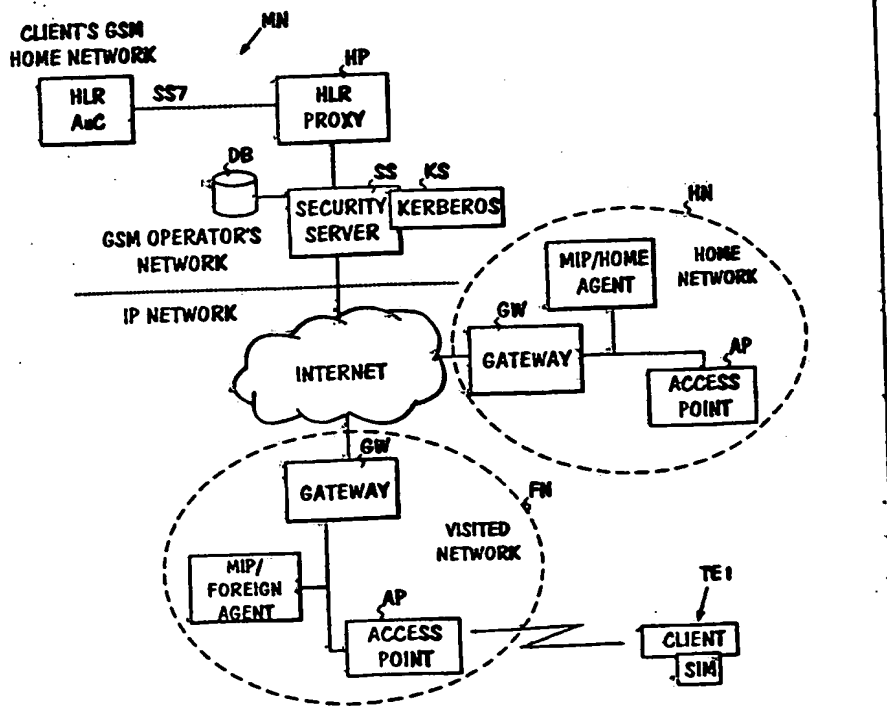 CLIENT'S GSM
HOME NETWORK
MN
HP
HLR
AuC
SS7
HLR
PROXY
DB
SS
KS
SECURITY
SERVER
KERBEROS
GSM OPERATOR'S
NETWORK
IP NETWORK
HN
MIP/HOME
AGENT
HOME
NETWORK
GW
GATEWAY
AP
ACCESS
POINT
INTERNET
GW
GATEWAY
FN
VISITED
NETWORK
MIP/
FOREIGN
AGENT
AP
ACCESS
POINT
TE1
CLIENT
SIM